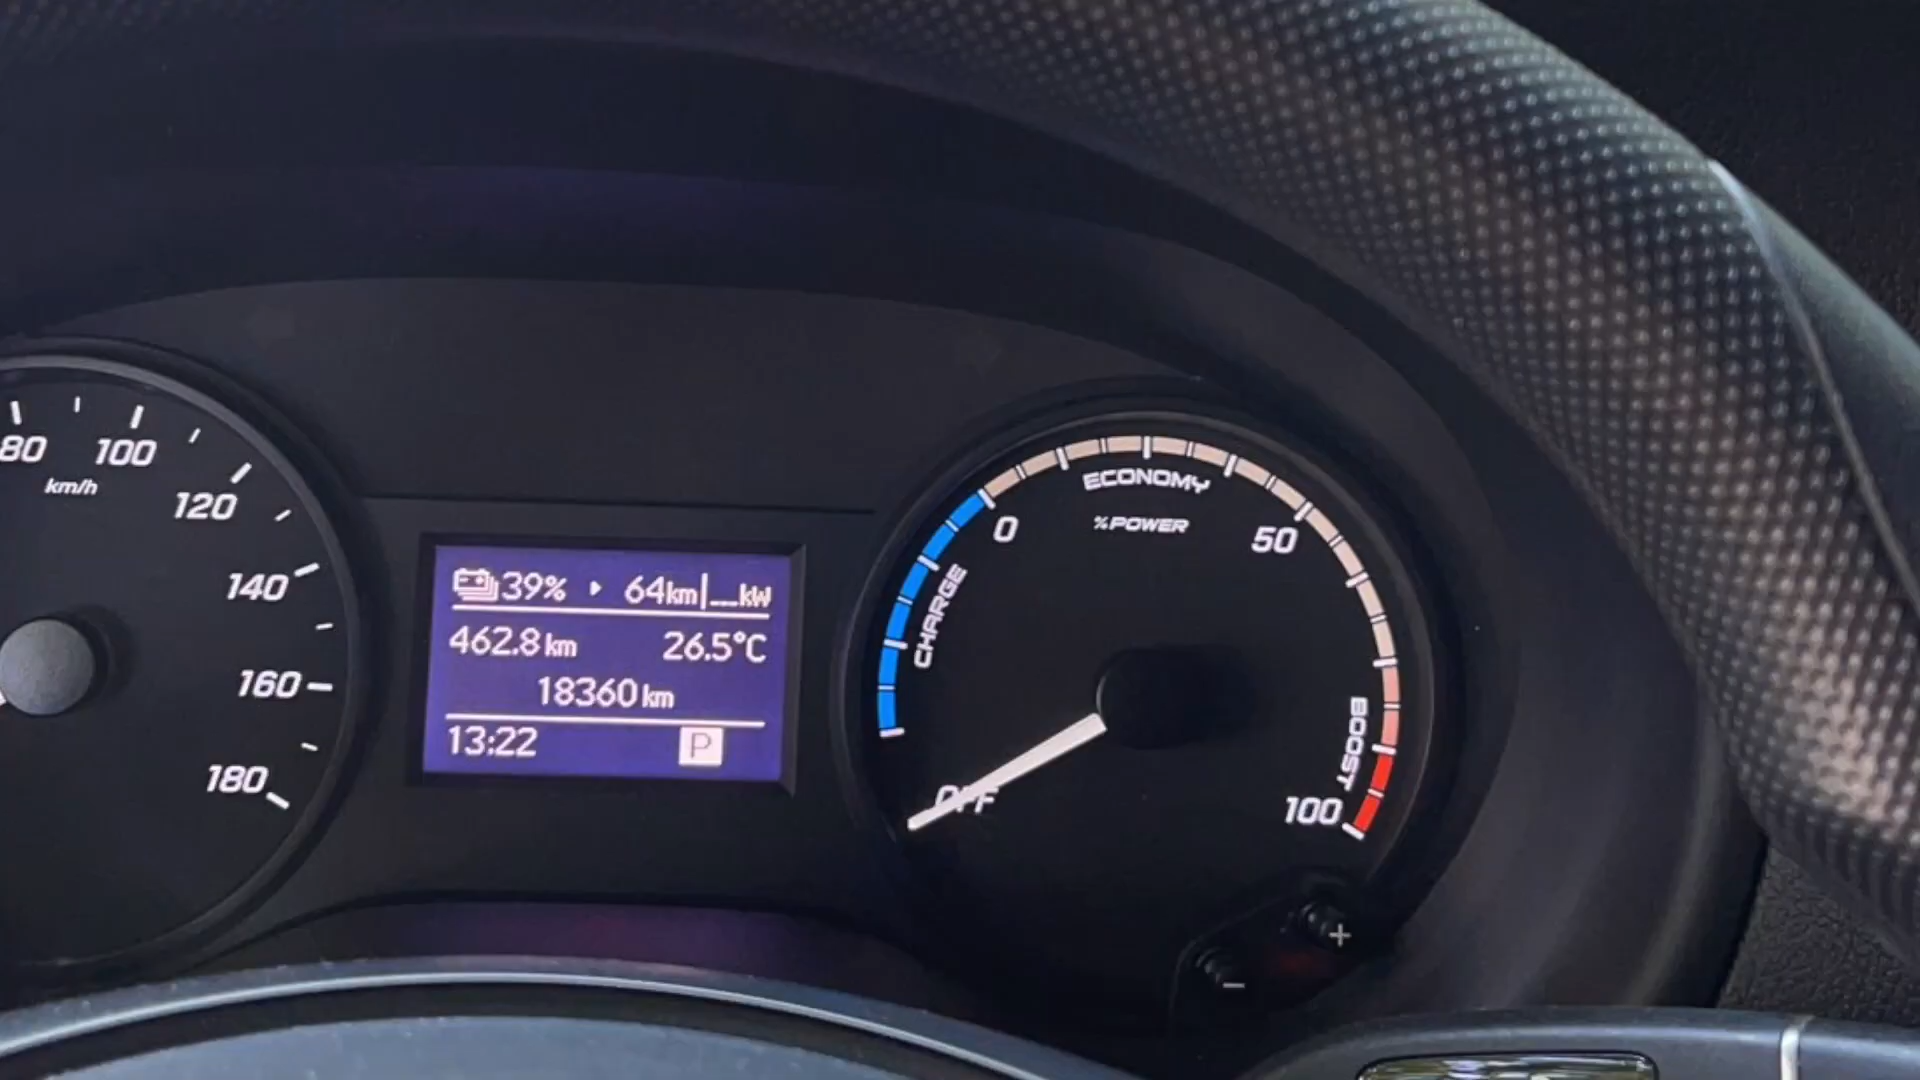 80
100
km/h
120
140
160
180
39% ▸ 64km|__kW
462.8km 26.5°C
18360km
13:22 P
ECONOMY
%POWER
0
50
CHARGE
BOOST
OFF
100
+
−